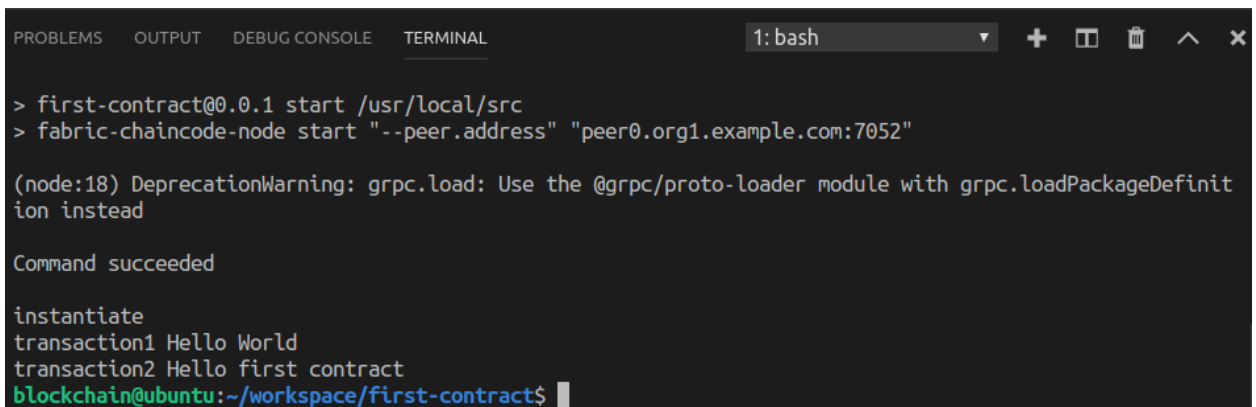 PROBLEMS OUTPUT DEBUG CONSOLE TERMINAL 1: bash
> first-contract@0.0.1 start /usr/local/src
> fabric-chaincode-node start "--peer.address" "peer0.org1.example.com:7052"
(node:18) DeprecationWarning: grpc.load: Use the @grpc/proto-loader module with grpc.loadPackageDefinit
ion instead
Command succeeded
instantiate
transaction1 Hello World
transaction2 Hello first contract
blockchain@ubuntu:~/workspace/first-contract$